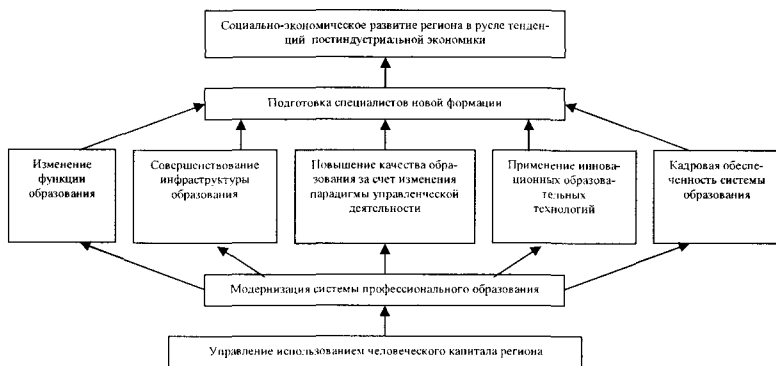 Социально-экономическое развитие региона в русле тенден-
ций постиндустриальной экономики
Подготовка специалистов новой формации
Изменение
функции
образования
Совершенствование
инфраструктуры
образования
Повышение качества обра-
зования за счет изменения
парадигмы управленческой
деятельности
Применение иннова-
ционных образова-
тельных
технологий
Кадровая обеспе-
ченность системы
образования
Модернизация системы профессионального образования
Управление использованием человеческого капитала региона